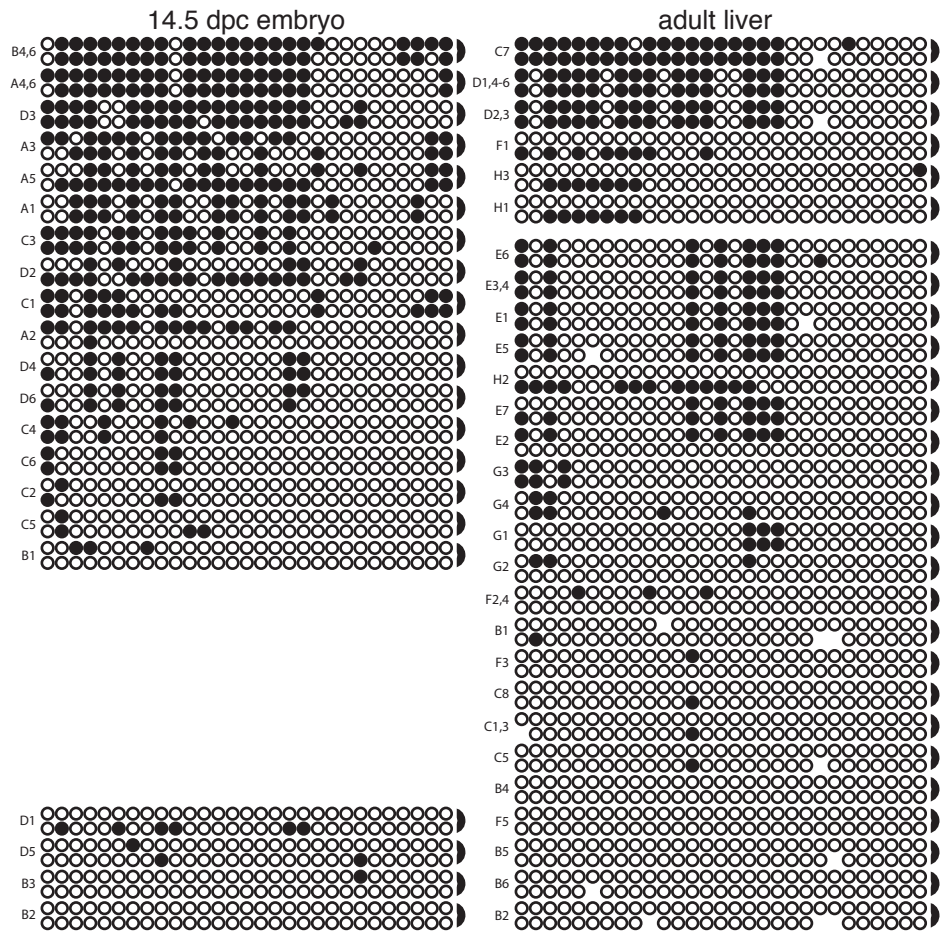 14.5 dpc embryo
B4,6
A4,6
D3
A3
A5
A1
C3
D2
C1
A2
D4
D6
C4
C6
C2
C5
B1
D1
D5
B3
B2
adult liver
C7
D1,4-6
D2,3
F1
H3
H1
E6
E3,4
E1
E5
H2
E7
E2
G3
G4
G1
G2
F2,4
B1
F3
C8
C1,3
C5
B4
F5
B5
B6
B2